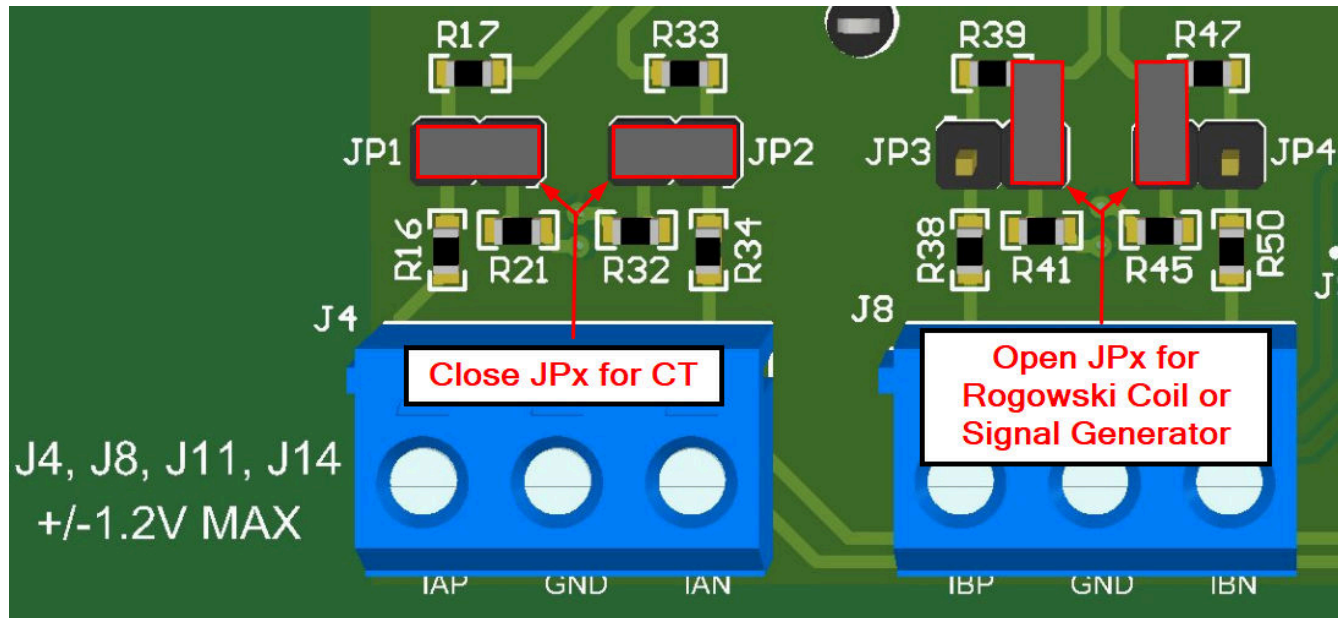 R17
R33
R39
R47
JP1
JP2
JP3
JP4
R16
R21
R32
R34
R38
R41
R45
R50
J4
J8
Close JPx for CT
Open JPx for
Rogowski Coil or
Signal Generator
J4, J8, J11, J14
+/-1.2V MAX
IAP
GND
IAN
IBP
GND
IBN